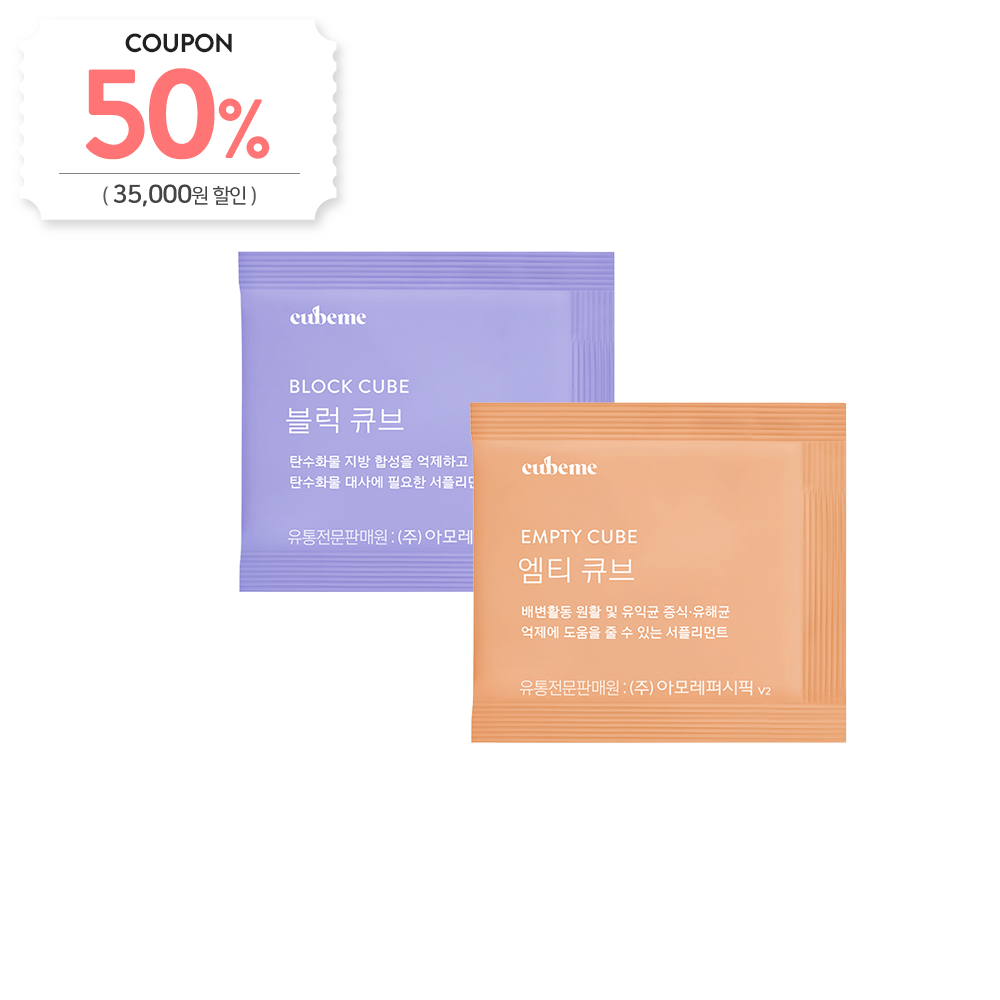 COUPON
50%
( 35,000원 할인 )
cubeme
BLOCK CUBE
블럭 큐브
탄수화물 지방 합성을 억제하고
탄수화물 대사에 필요한 서플리먼
유통전문판매원 : (주) 아모레
cubeme
EMPTY CUBE
엠티 큐브
배변활동 원활 및 유익균 증식·유해균
억제에 도움을 줄 수 있는 서플리먼트
유통전문판매원 : (주) 아모레퍼시픽 V2